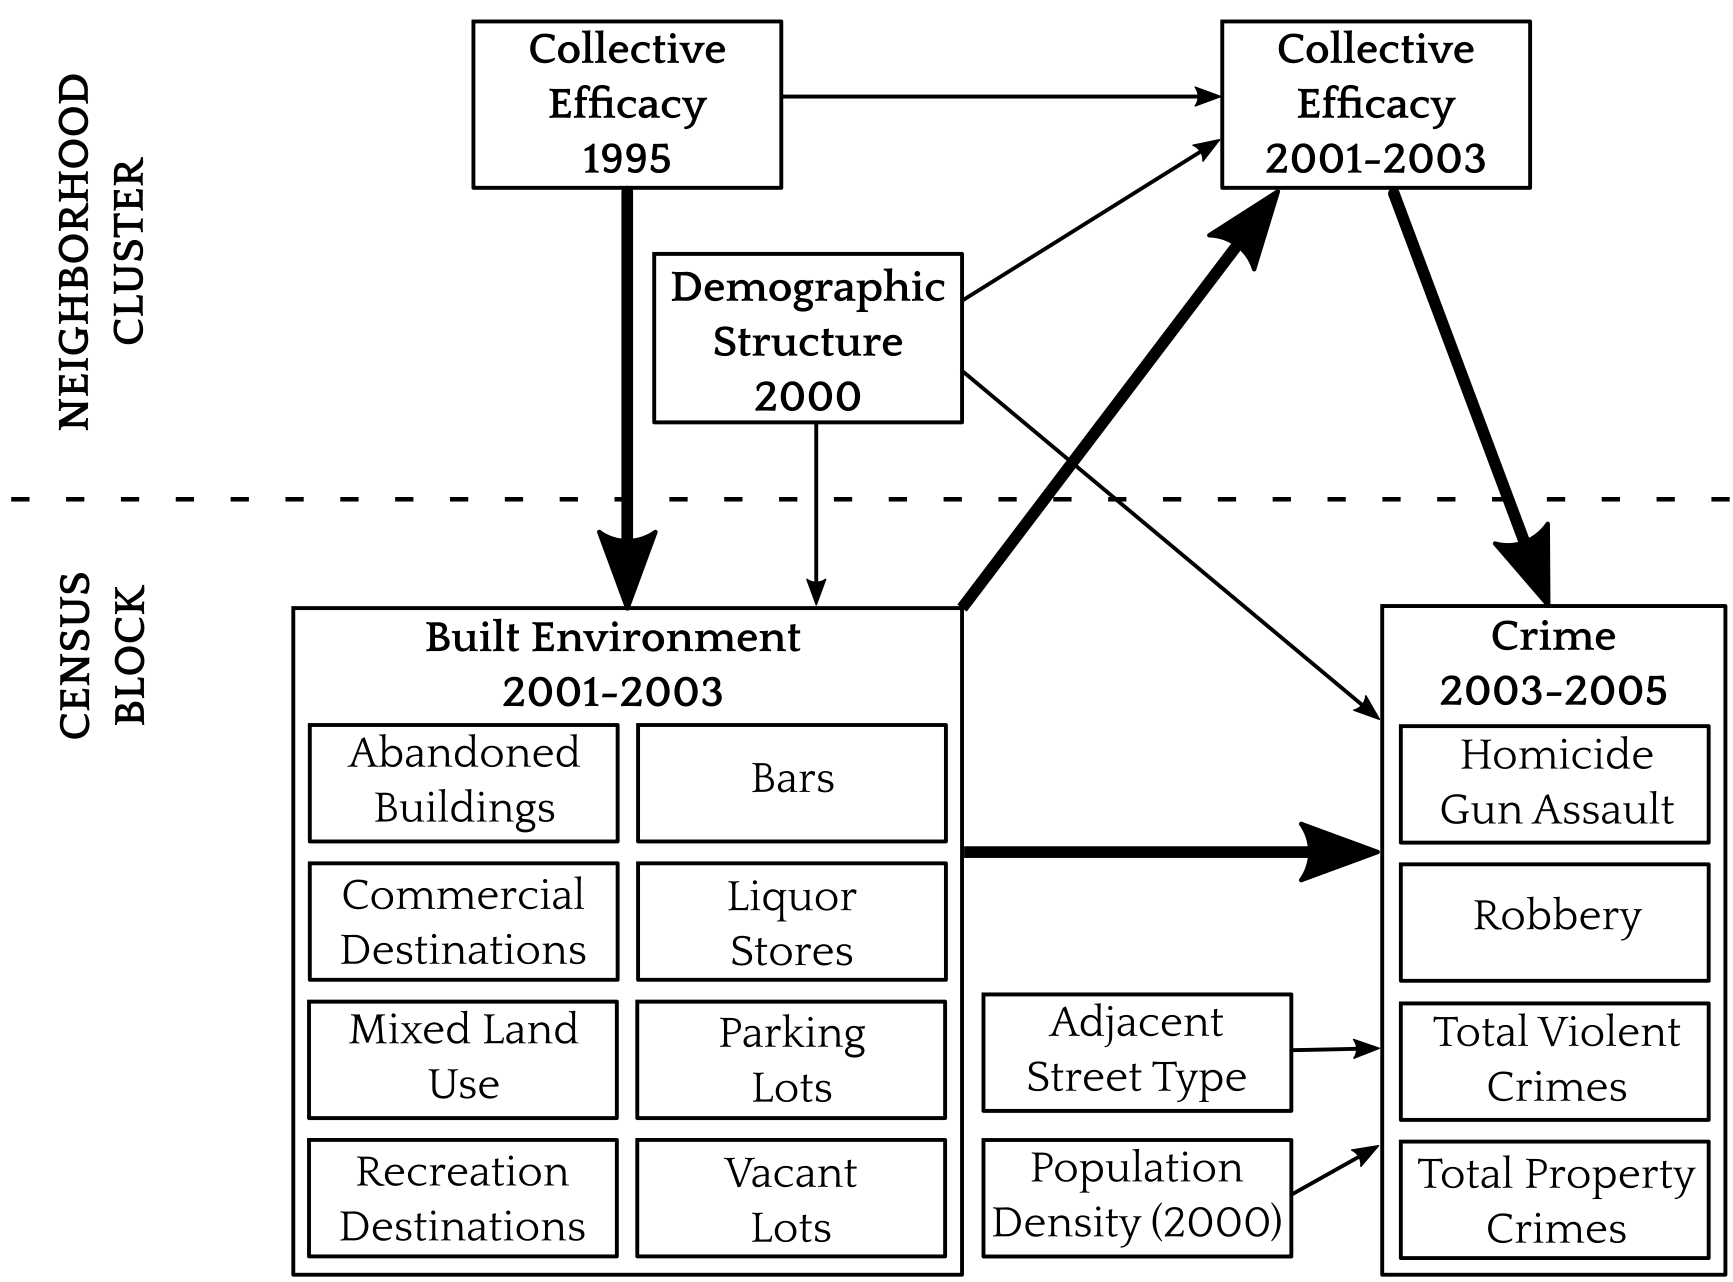 NEIGHBORHOOD
CLUSTER
Collective
Efficacy
1995
Collective
Efficacy
2001-2003
Demographic
Structure
2000
CENSUS
BLOCK
Built Environment
2001-2003
Abandoned
Buildings
Bars
Commercial
Destinations
Liquor
Stores
Mixed Land
Use
Parking
Lots
Recreation
Destinations
Vacant
Lots
Adjacent
Street Type
Population
Density (2000)
Crime
2003-2005
Homicide
Gun Assault
Robbery
Total Violent
Crimes
Total Property
Crimes